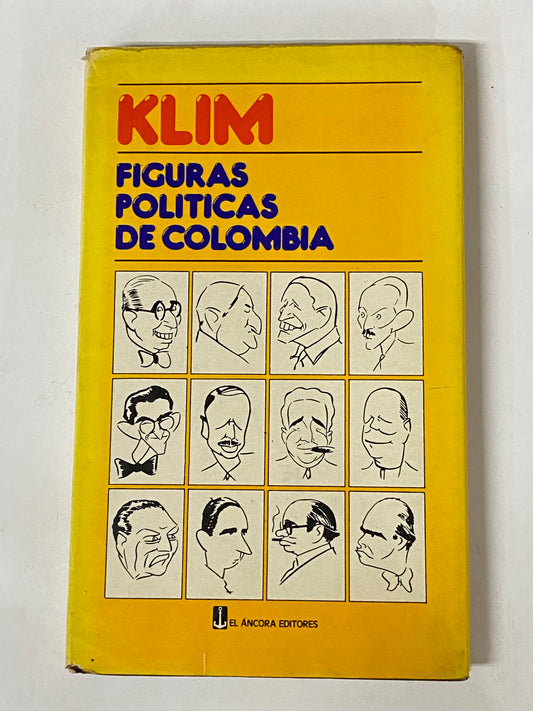 KLIM
FIGURAS
POLITICAS
DE COLOMBIA
EL ÁNCORA EDITORES